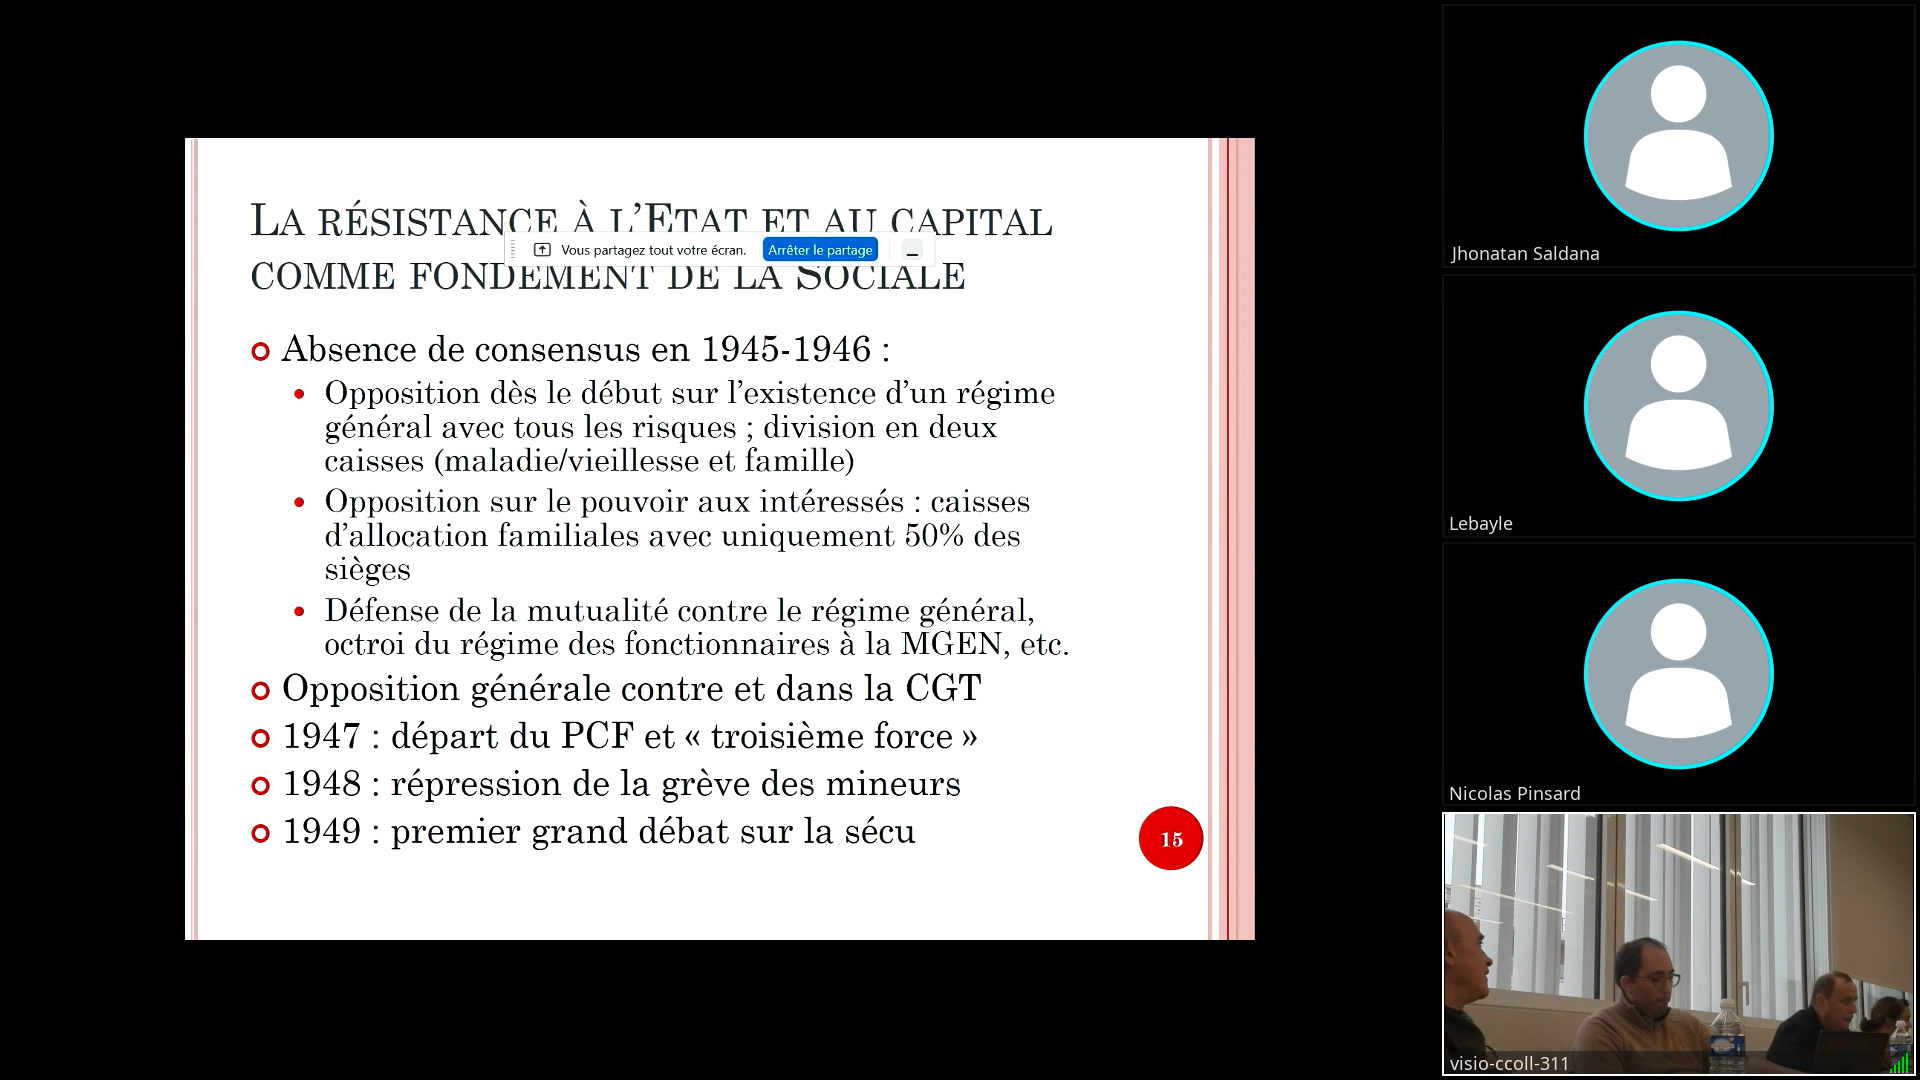 La résistance à l’Etat et au capital
Vous partagez tout votre écran. Arrêter le partage
comme fondement de la Sociale
Absence de consensus en 1945-1946 :
Opposition dès le début sur l’existence d’un régime
général avec tous les risques ; division en deux
caisses (maladie/vieillesse et famille)
Opposition sur le pouvoir aux intéressés : caisses
d’allocation familiales avec uniquement 50% des
sièges
Défense de la mutualité contre le régime général,
octroi du régime des fonctionnaires à la MGEN, etc.
Opposition générale contre et dans la CGT
1947 : départ du PCF et « troisième force »
1948 : répression de la grève des mineurs
1949 : premier grand débat sur la sécu
15
Jhonatan Saldana
Lebayle
Nicolas Pinsard
visio-ccoll-311